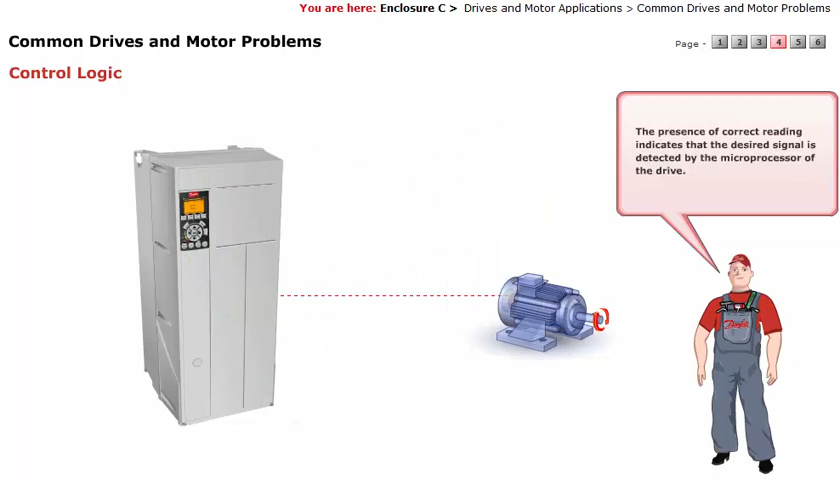 You are here: Enclosure C > Drives and Motor Applications > Common Drives and Motor Problems
Common Drives and Motor Problems
Page - 1 2 3 4 5 6
Control Logic
The presence of correct reading
indicates that the desired signal is
detected by the microprocessor of
the drive.
Danfoss